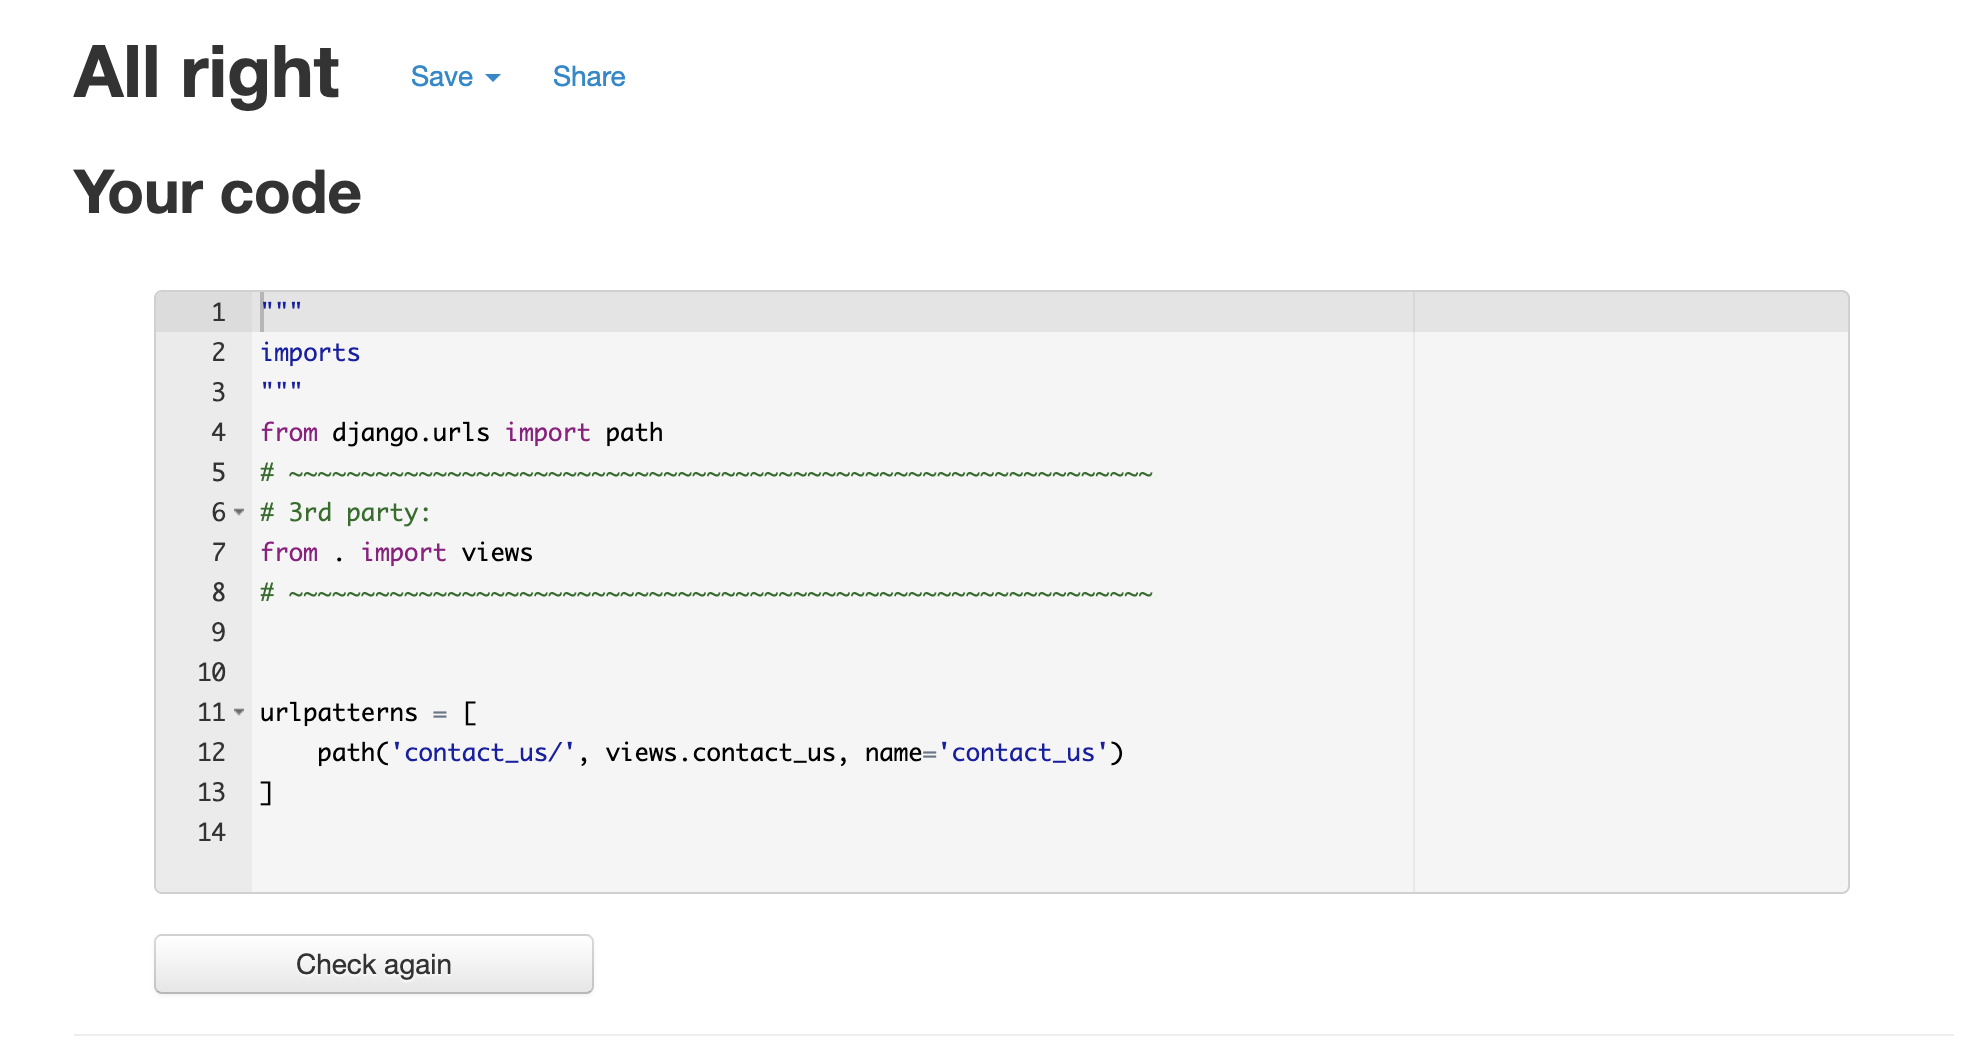 All right Save Share
Your code
1 """
2 imports
3 """
4 from django.urls import path
5 # ~~~~~~~~~~~~~~~~~~~~~~~~~~~~~~~~~~~~~~~~~~~~~~~~~~~~~~~~~~~~
6 # 3rd party:
7 from . import views
8 # ~~~~~~~~~~~~~~~~~~~~~~~~~~~~~~~~~~~~~~~~~~~~~~~~~~~~~~~~~~~~
9
10
11 urlpatterns = [
12     path('contact_us/', views.contact_us, name='contact_us')
13 ]
14
Check again